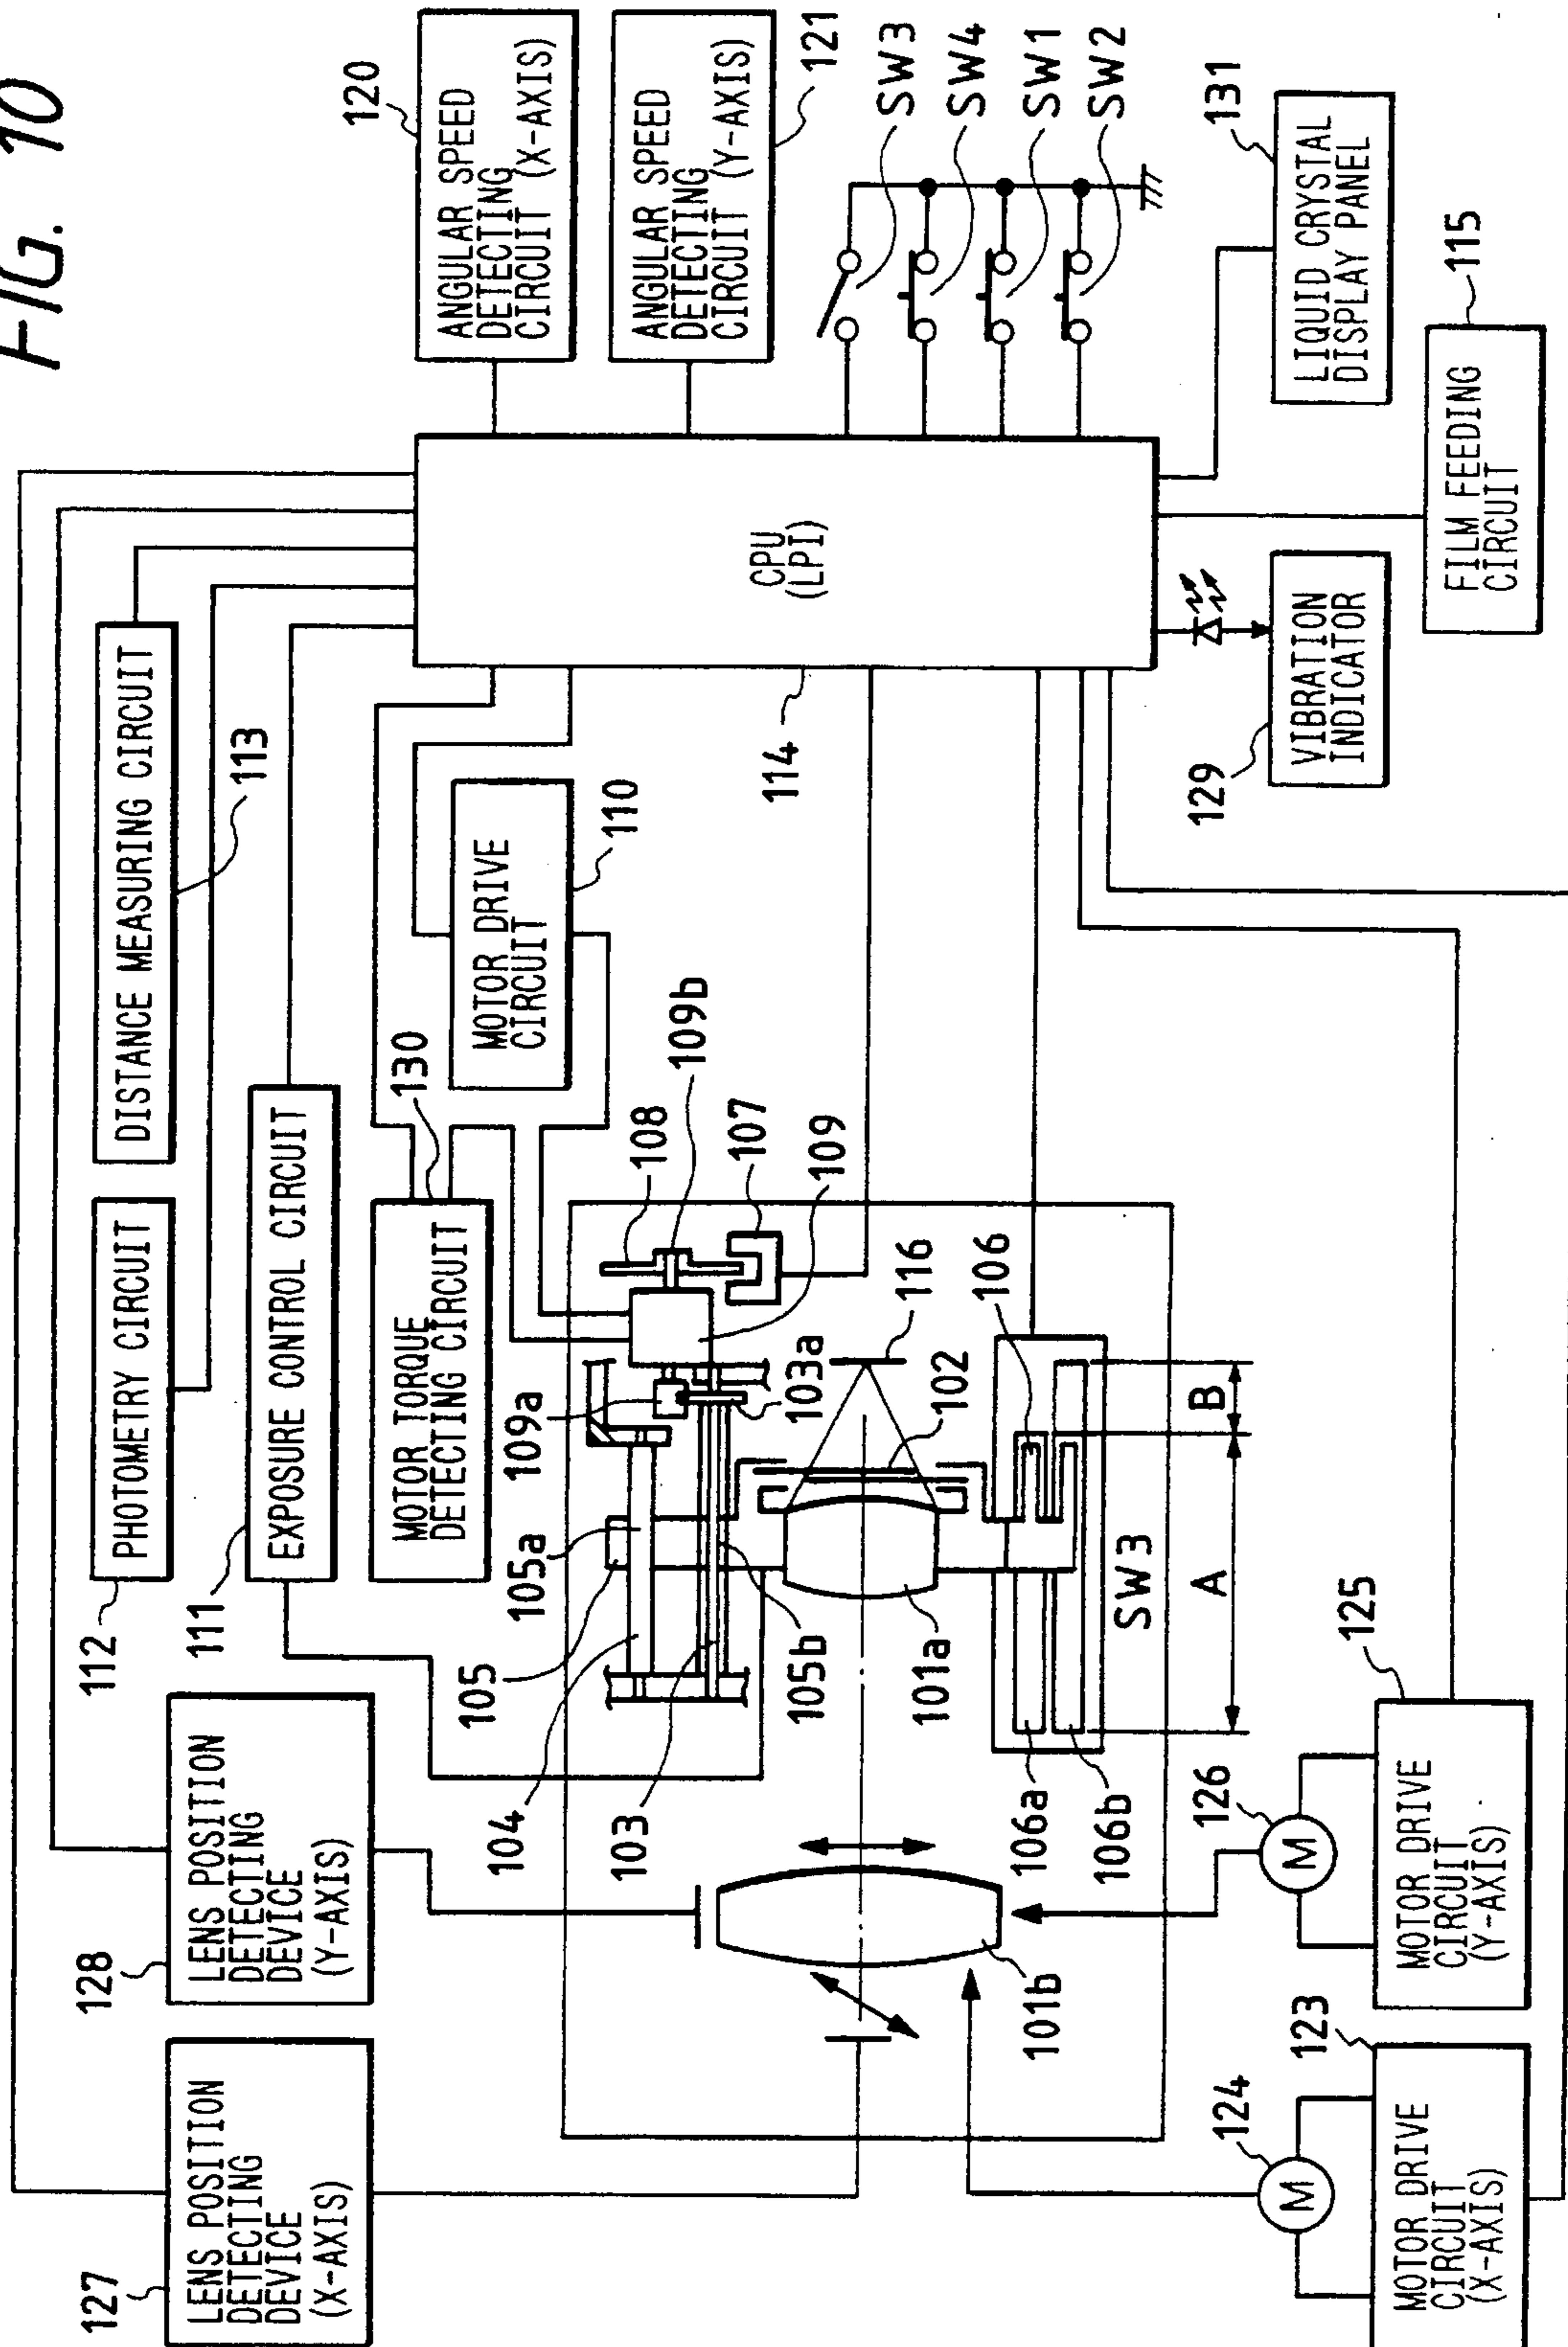 FIG. 10
127
LENS POSITION
DETECTING
DEVICE
(X-AXIS)
128
LENS POSITION
DETECTING
DEVICE
(Y-AXIS)
112
PHOTOMETRY CIRCUIT
DISTANCE MEASURING CIRCUIT
113
111
EXPOSURE CONTROL CIRCUIT
MOTOR TORQUE
DETECTING CIRCUIT
130
MOTOR DRIVE
CIRCUIT
110
120
ANGULAR SPEED
DETECTING
CIRCUIT (X-AXIS)
ANGULAR SPEED
DETECTING
CIRCUIT (Y-AXIS)
121
SW3
SW4
SW1
SW2
CPU
(LPI)
114
104
105
105a
109a
108
109b
103
105b
103a
107
109
101b
101a
102
116
106
106a
106b
SW3
A
B
129
VIBRATION
INDICATOR
LIQUID CRYSTAL
DISPLAY PANEL
131
FILM FEEDING
CIRCUIT
115
124
M
123
MOTOR DRIVE
CIRCUIT
(X-AXIS)
126
M
125
MOTOR DRIVE
CIRCUIT
(Y-AXIS)